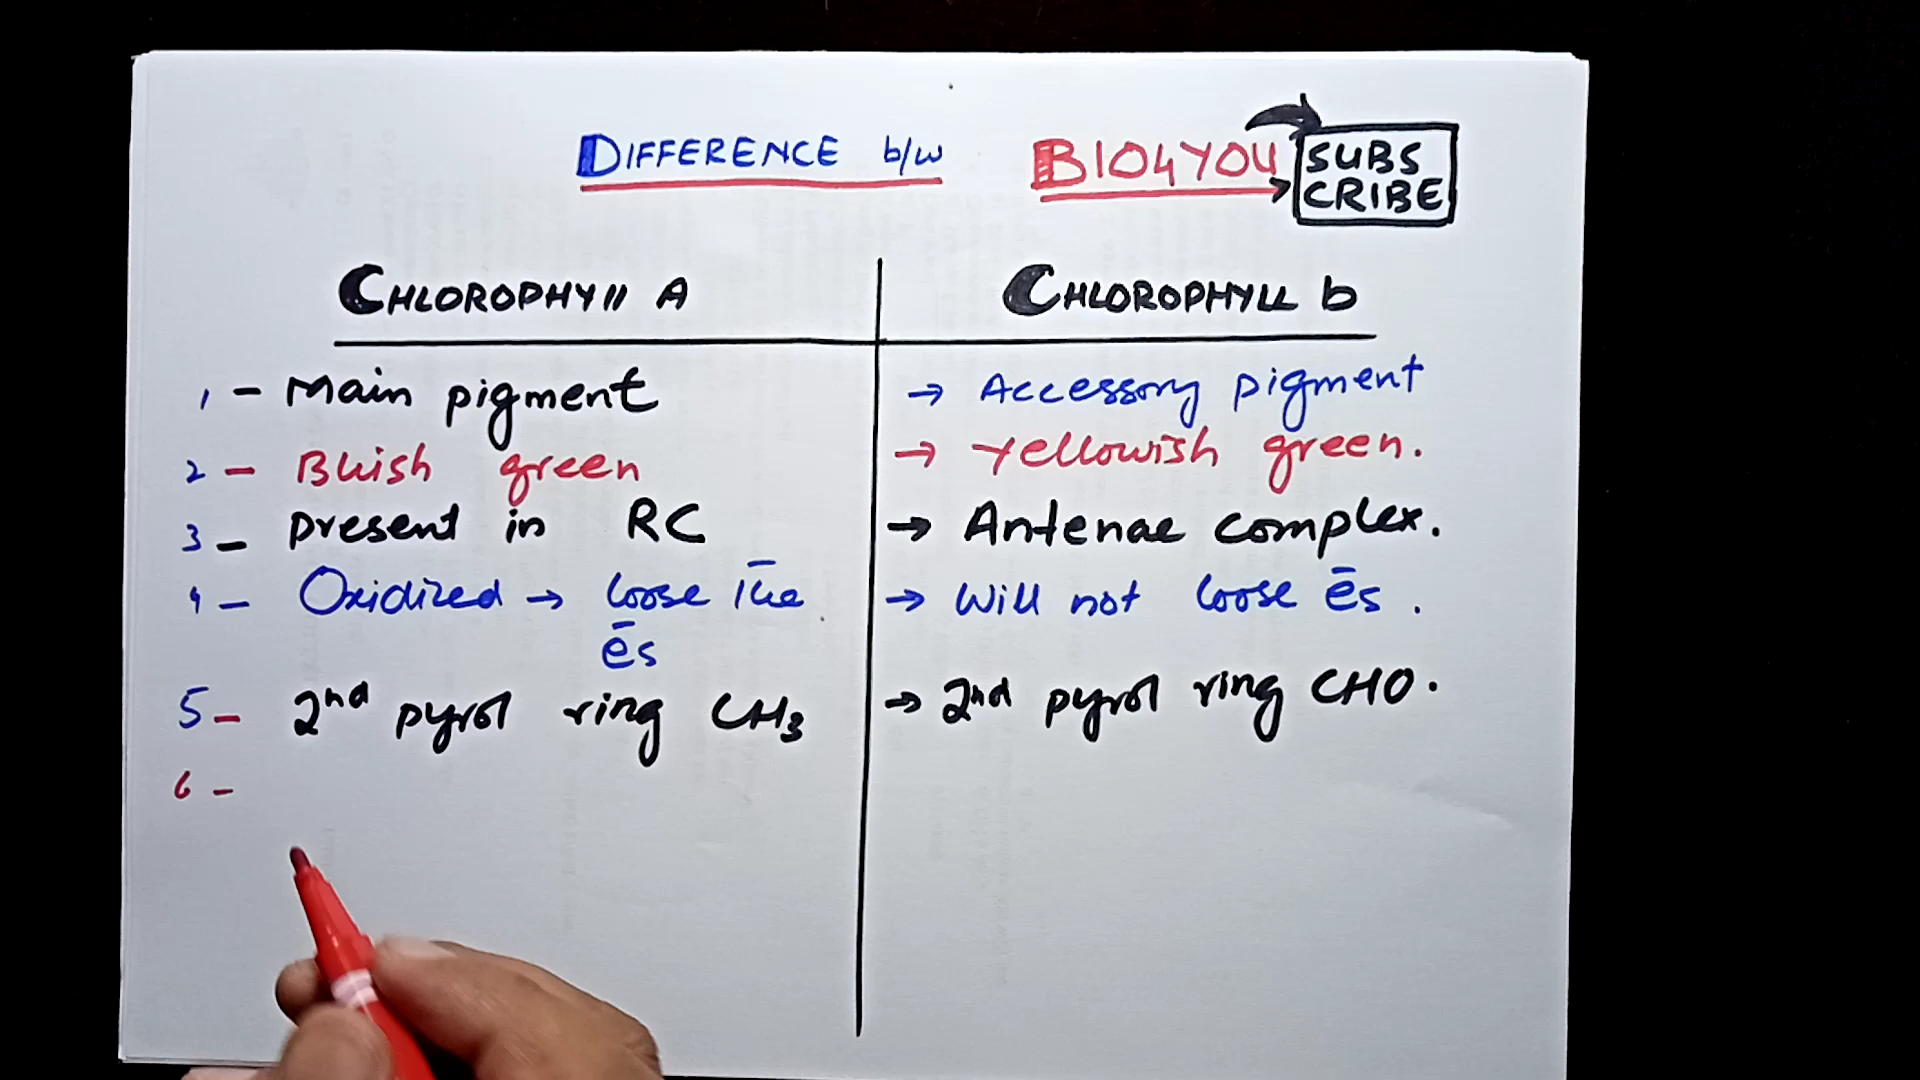 DIFFERENCE b/w
BIO4YOU
SUBS
CRIBE
CHLOROPHYll A
CHLOROPHYLL b
1 - Main pigment
→ Accessory pigment
2 - Bluish green
→ Yellowish green.
3 - present in RC
→ Antenae complex.
4 - Oxidized → loose
ēs
→ Will not loose ēs.
5 - 2nd pyrol ring CH3
→ 2nd pyrol ring CHO.
6 -